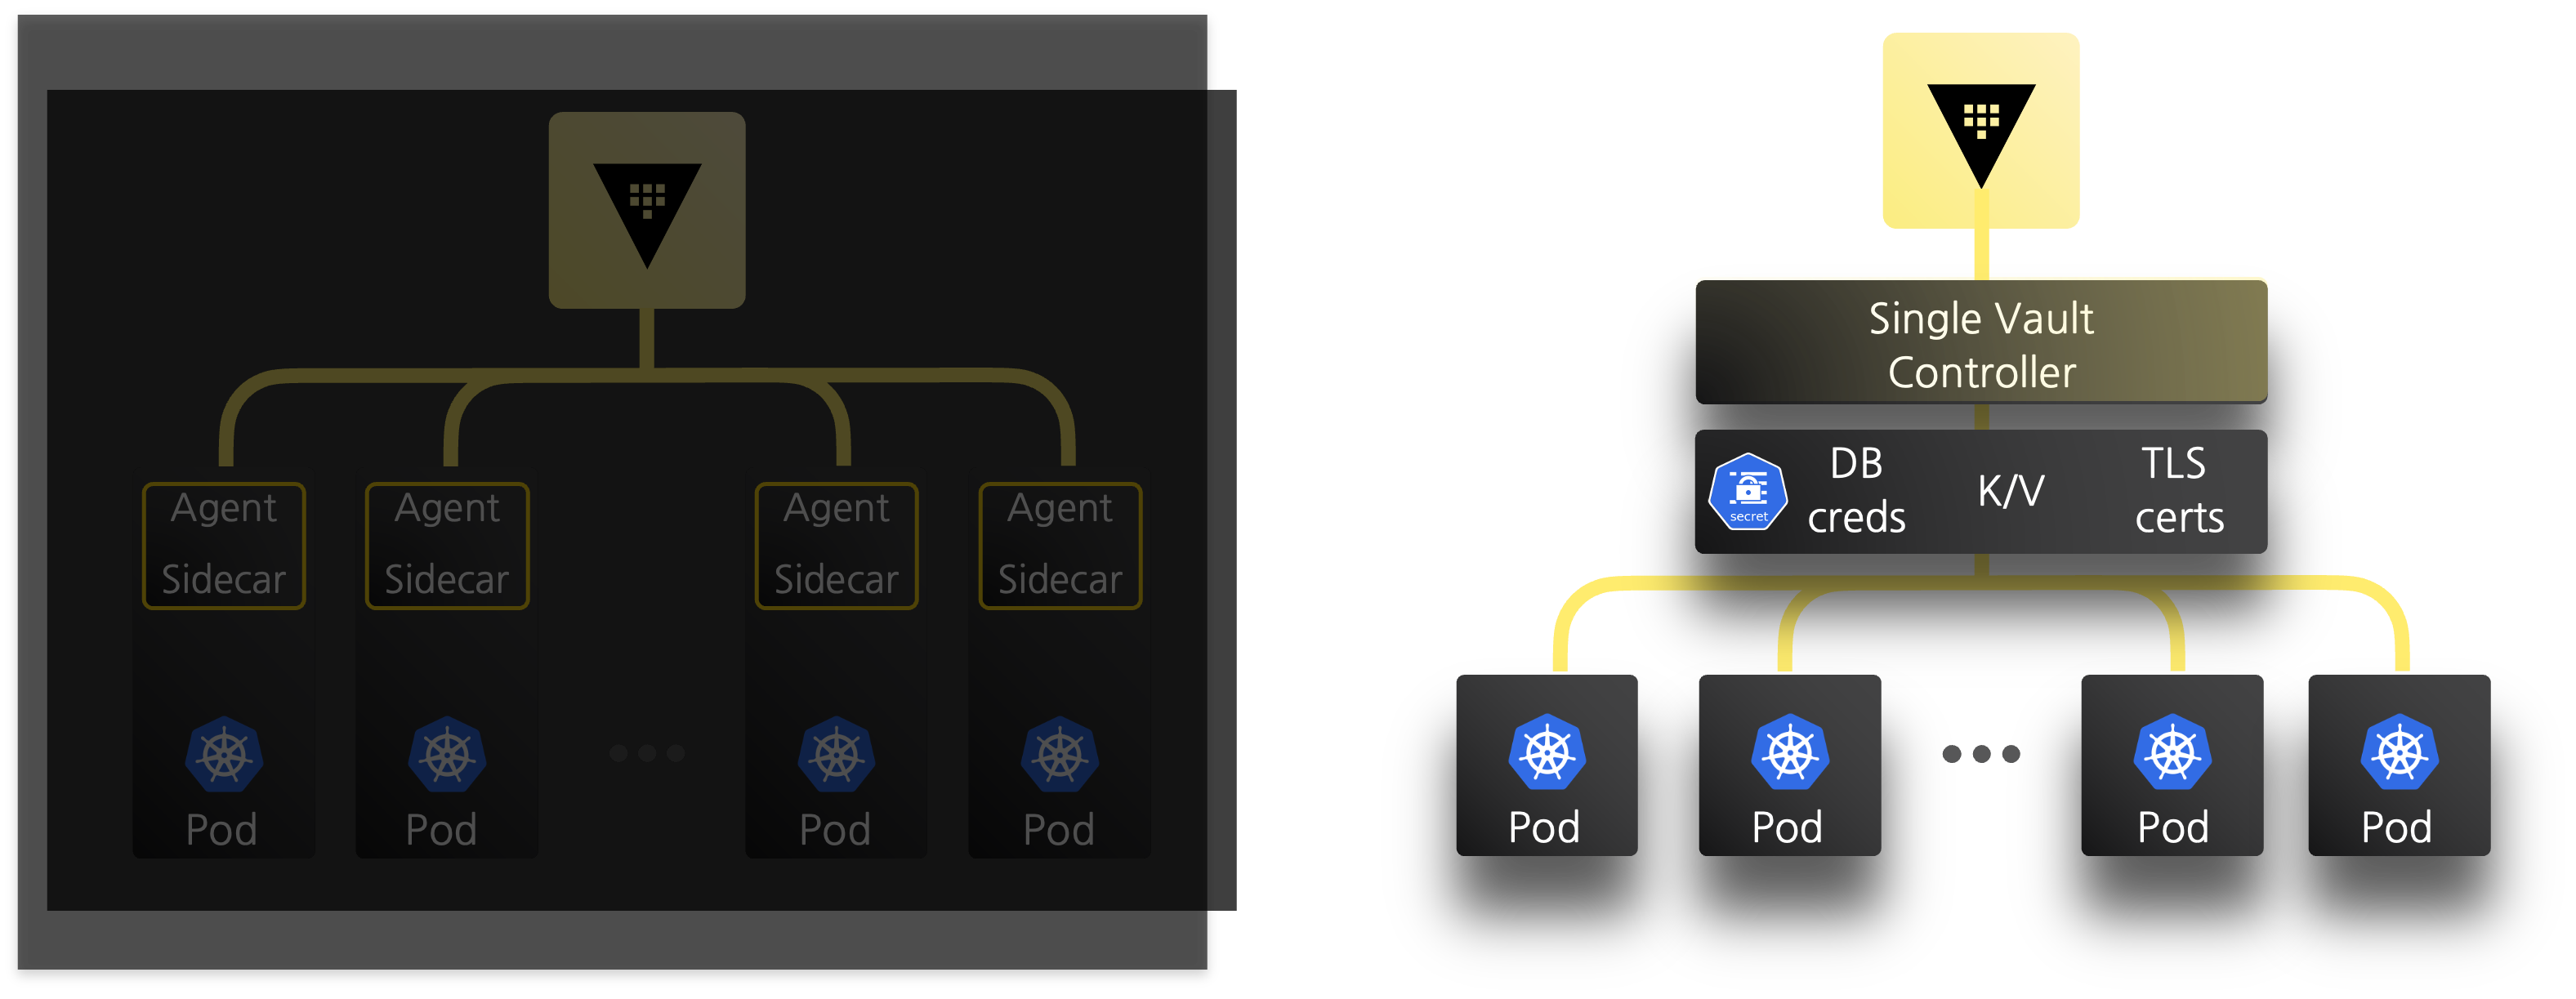 Agent
Sidecar
Agent
Sidecar
Agent
Sidecar
Agent
Sidecar
Pod
Pod
Pod
Pod
Single Vault
Controller
secret
DB
creds
K/V
TLS
certs
Pod
Pod
Pod
Pod